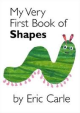 My Very
First Book of
Shapes
by Eric Carle